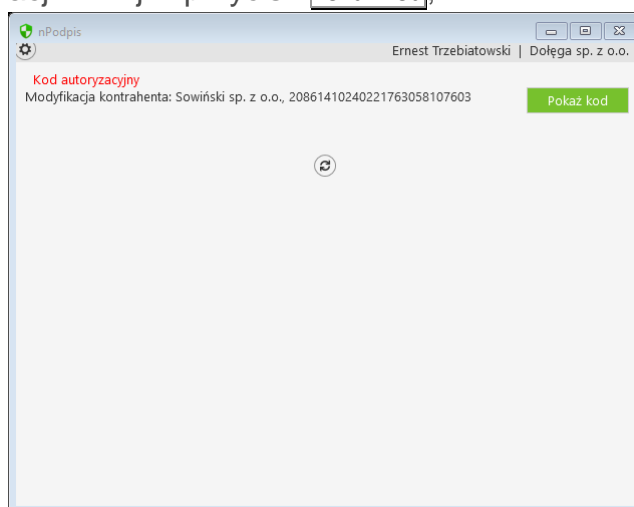 nPodpis
Ernest Trzebiatowski | Dołęga sp. z o.o.
Kod autoryzacyjny
Modyfikacja kontrahenta: Sowiński sp. z o.o., 20861410240221763058107603
Pokaż kod